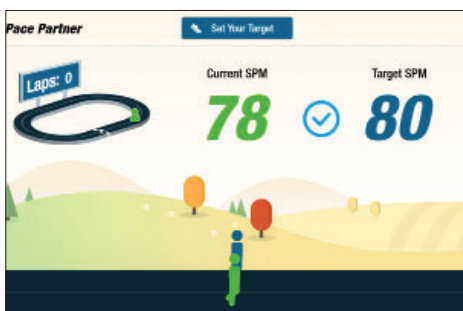 Pace Partner
Set Your Target
Laps: 0
Current SPM
Target SPM
78
80